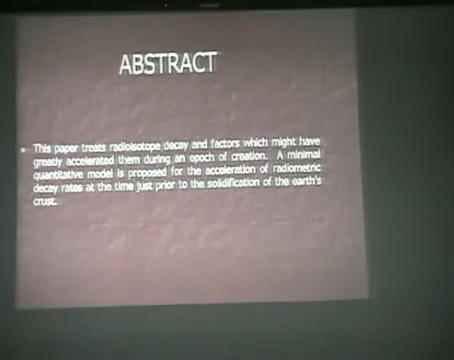 ABSTRACT
This paper treats radioisotope decay and factors which might have
greatly accelerated them during an epoch of creation. A minimal
quantitative model is proposed for the acceleration of radiometric
decay rates at the time just prior to the solidification of the earth's
crust.